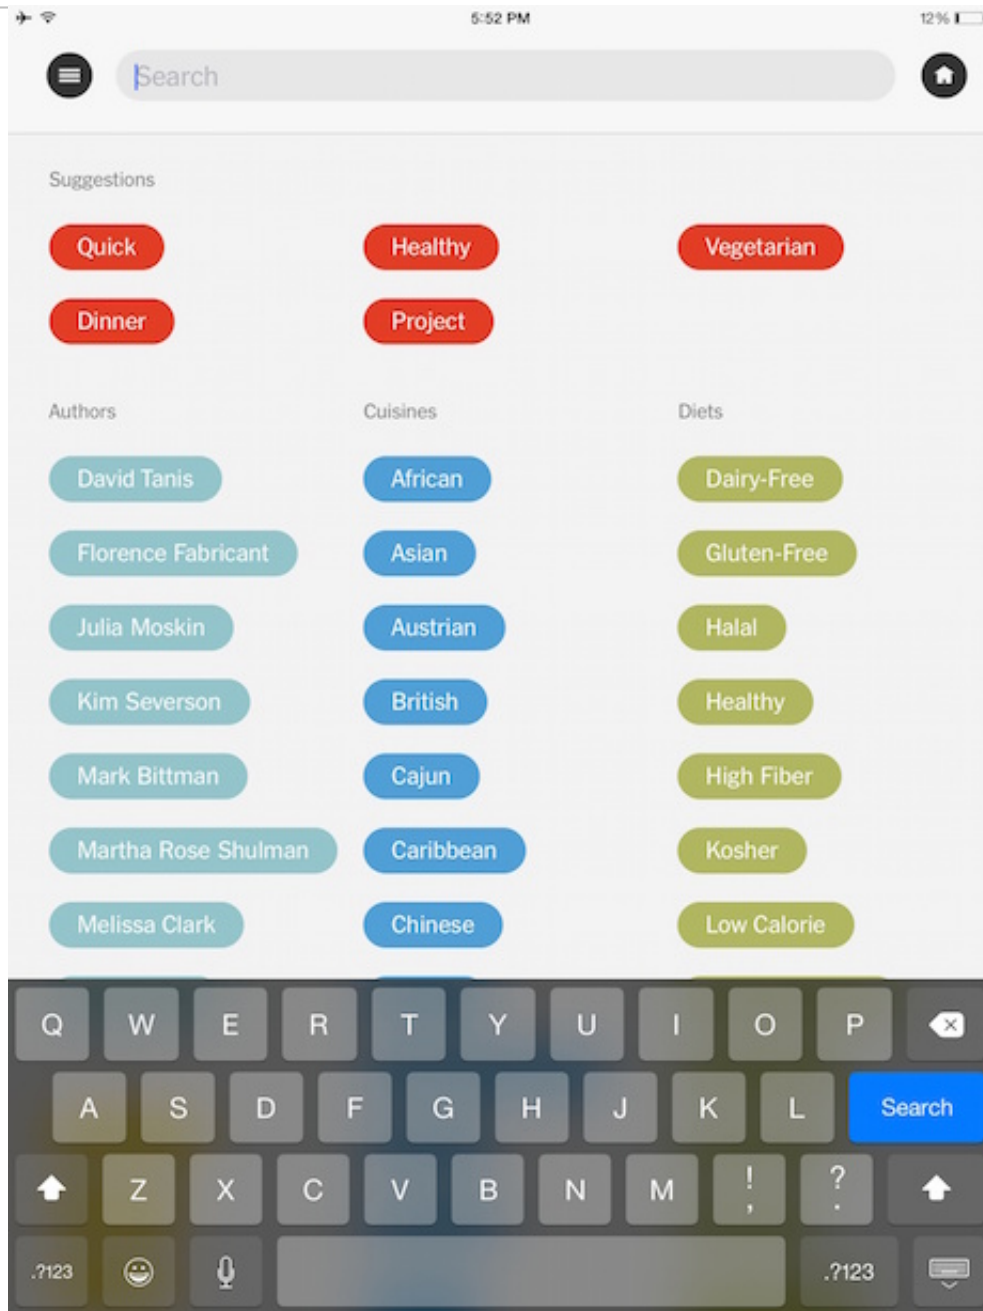 5:52 PM
12%
Search
Suggestions
Quick
Healthy
Vegetarian
Dinner
Project
Authors
Cuisines
Diets
David Tanis
African
Dairy-Free
Florence Fabricant
Asian
Gluten-Free
Julia Moskin
Austrian
Halal
Kim Severson
British
Healthy
Mark Bittman
Cajun
High Fiber
Martha Rose Shulman
Caribbean
Kosher
Melissa Clark
Chinese
Low Calorie
Q W E R T Y U I O P
A S D F G H J K L Search
Z X C V B N M ! , ? .
.?123 .?123